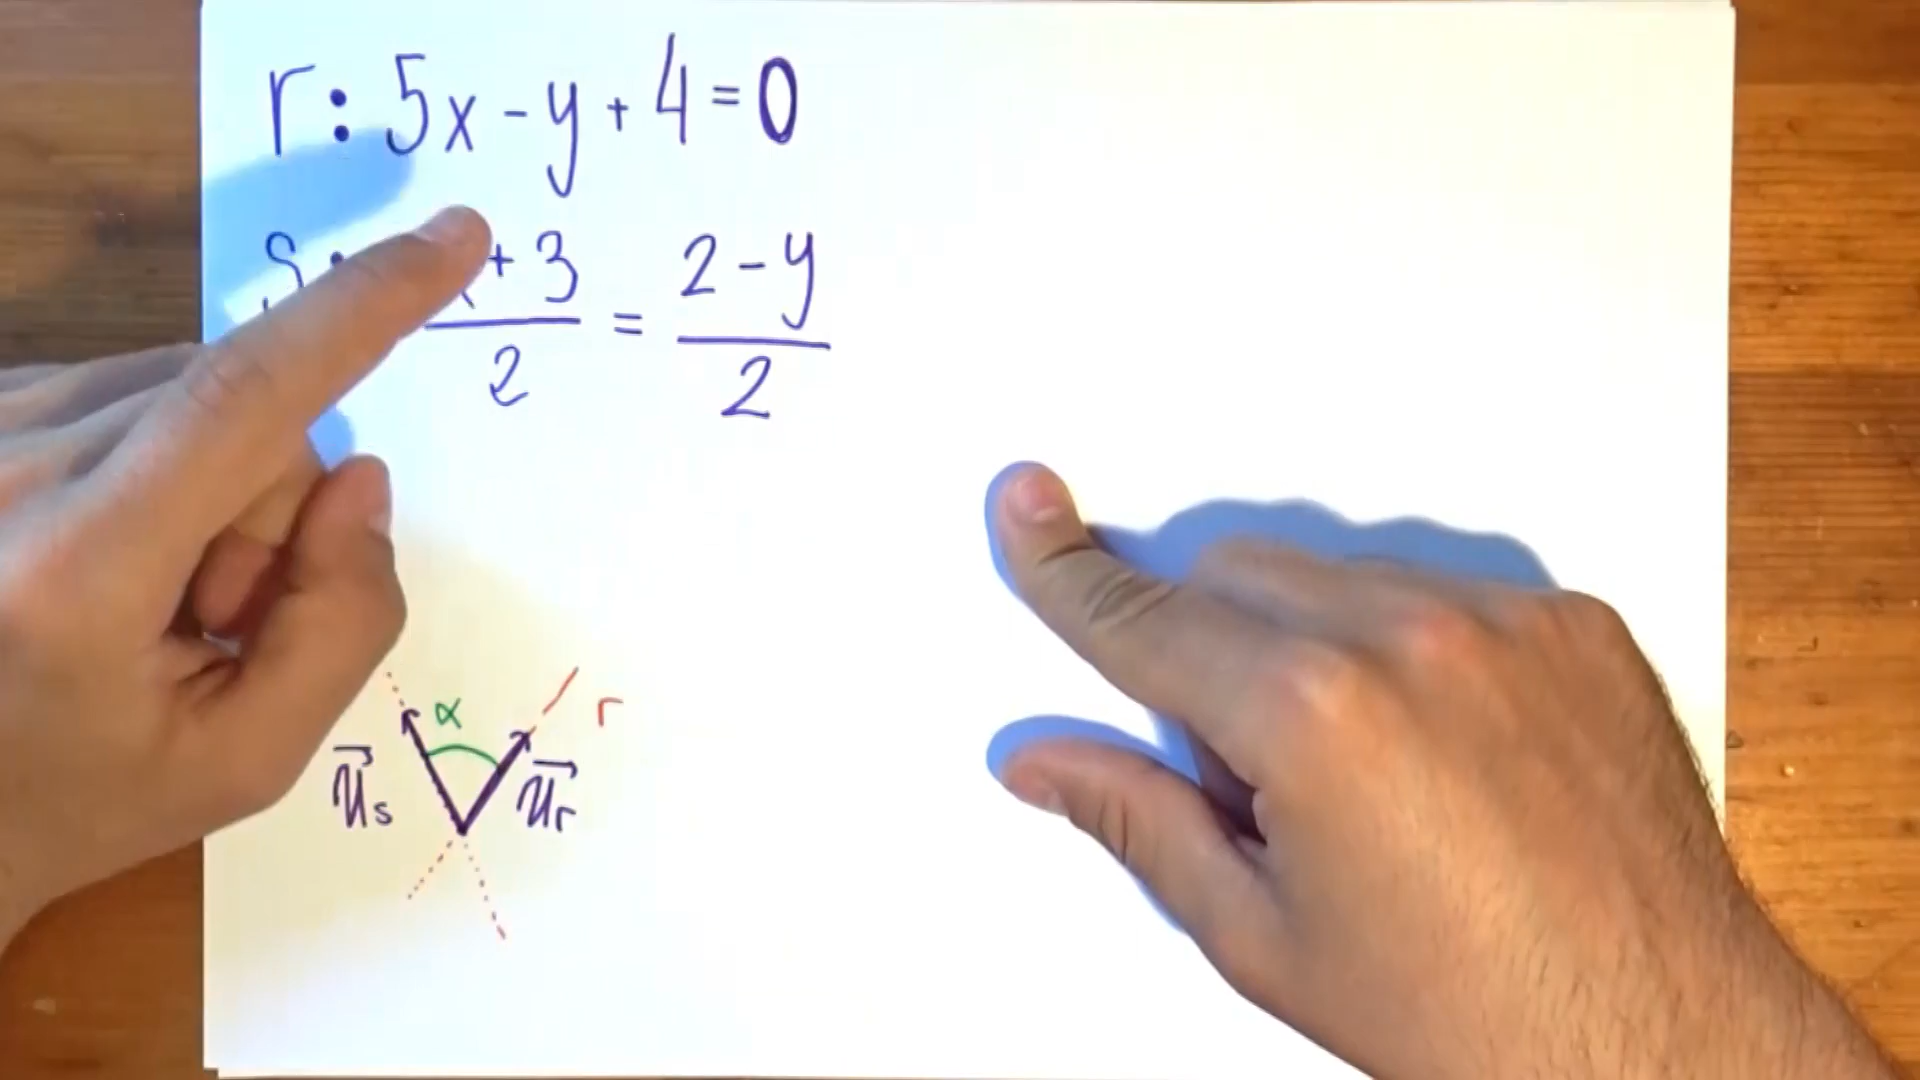 r: 5x - y + 4 = 0
s: x + 3 / 2 = 2 - y / 2
α
r
u⃗s
u⃗r